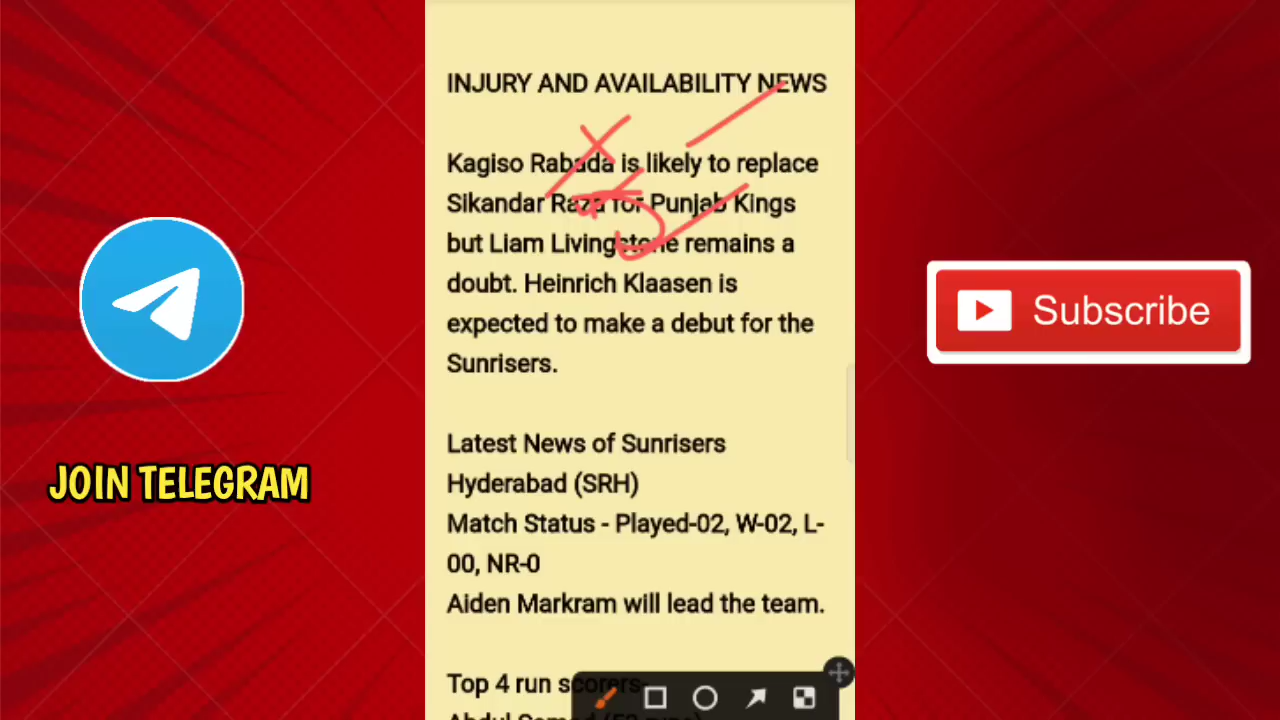 INJURY AND AVAILABILITY NEWS
Kagiso Rabada is likely to replace
Sikandar Raza for Punjab Kings
but Liam Livingstone remains a
doubt. Heinrich Klaasen is
expected to make a debut for the
Sunrisers.
Latest News of Sunrisers
Hyderabad (SRH)
Match Status - Played-02, W-02, L-
00, NR-0
Aiden Markram will lead the team.
Top 4 run scorers-
JOIN TELEGRAM
Subscribe